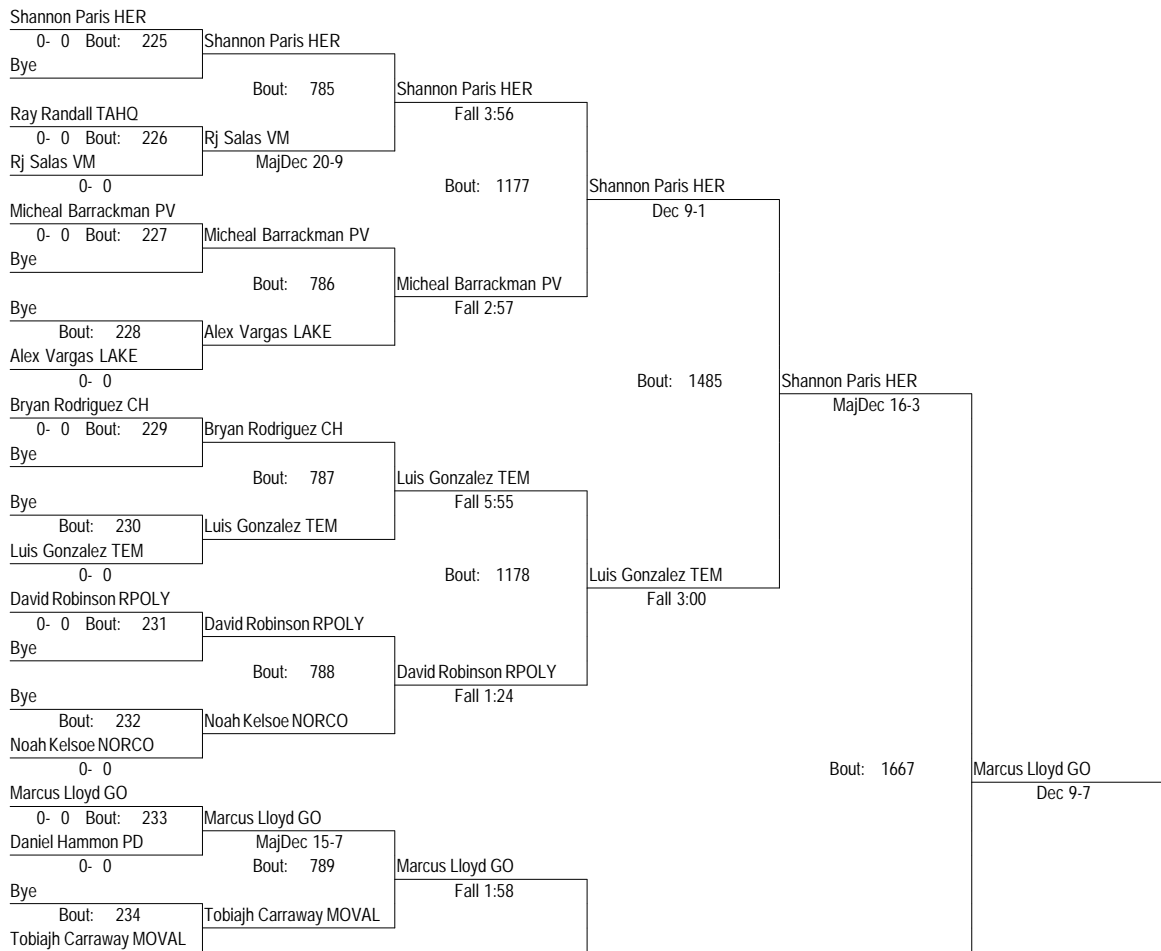 Shannon Paris HER
0- 0 Bout: 225 Shannon Paris HER
Bye
Bout: 785 Shannon Paris HER
Ray Randall TAHQ Fall 3:56
0- 0 Bout: 226 Rj Salas VM
Rj Salas VM MajDec 20-9
0- 0 Bout: 1177 Shannon Paris HER
Micheal Barrackman PV Dec 9-1
0- 0 Bout: 227 Micheal Barrackman PV
Bye
Bout: 786 Micheal Barrackman PV
Bye Fall 2:57
Bout: 228 Alex Vargas LAKE
Alex Vargas LAKE
0- 0 Bout: 1485 Shannon Paris HER
Bryan Rodriguez CH MajDec 16-3
0- 0 Bout: 229 Bryan Rodriguez CH
Bye
Bout: 787 Luis Gonzalez TEM
Bye Fall 5:55
Bout: 230 Luis Gonzalez TEM
Luis Gonzalez TEM
0- 0 Bout: 1178 Luis Gonzalez TEM
David Robinson RPOLY Fall 3:00
0- 0 Bout: 231 David Robinson RPOLY
Bye
Bout: 788 David Robinson RPOLY
Bye Fall 1:24
Bout: 232 Noah Kelsoe NORCO
Noah Kelsoe NORCO
0- 0 Bout: 1667 Marcus Lloyd GO
Marcus Lloyd GO Dec 9-7
0- 0 Bout: 233 Marcus Lloyd GO
Daniel Hammon PD MajDec 15-7
0- 0 Bout: 789 Marcus Lloyd GO
Bye Fall 1:58
Bout: 234 Tobiajh Carraway MOVAL
Tobiajh Carraway MOVAL